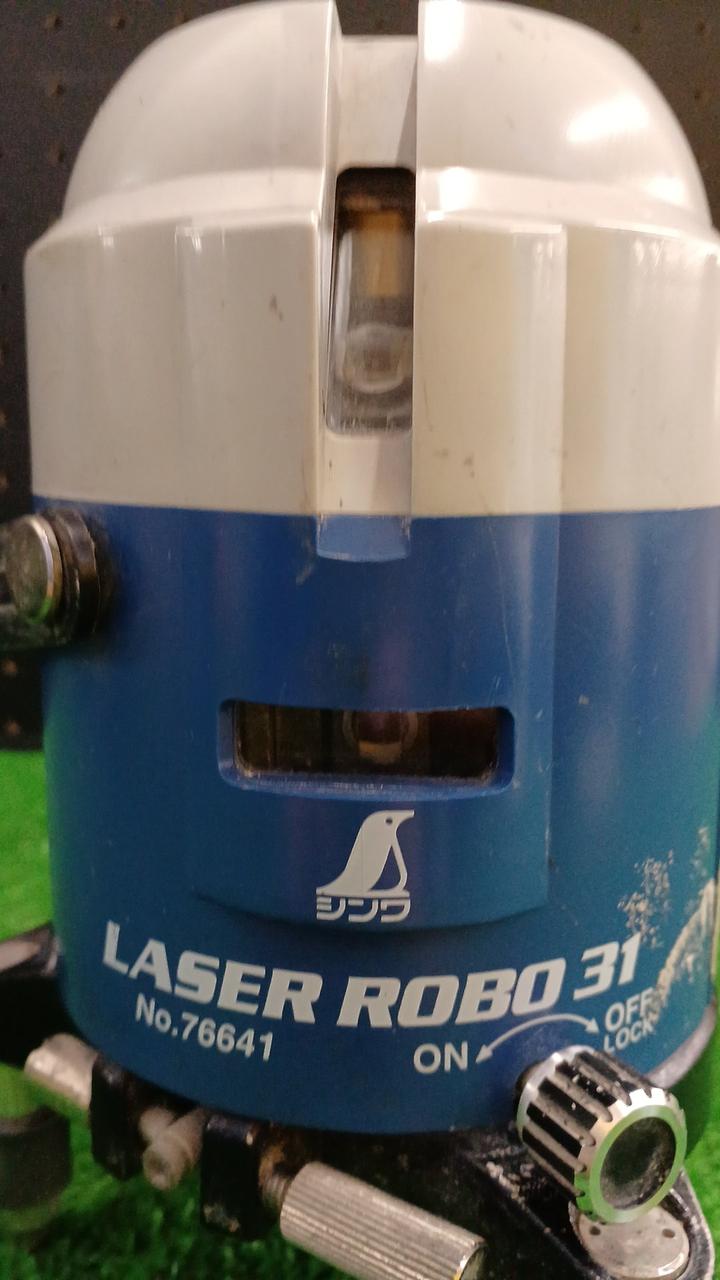 シンワ
LASER ROBO 31
No.76641
ON
OFF
LOCK